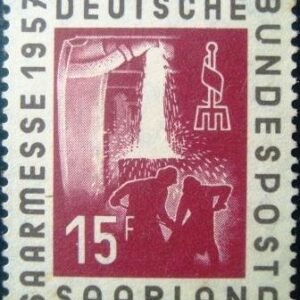 SAARMESSE 1957
DEUTSCHE
BUNDESPOST
15F
SAARLAND